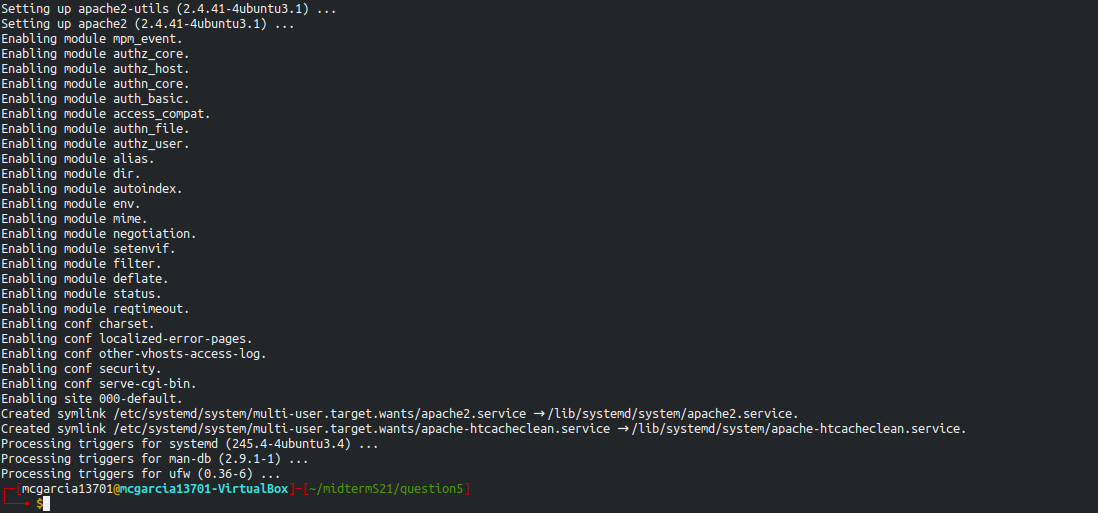 Setting up apache2-utils (2.4.41-4ubuntu3.1) ...
Setting up apache2 (2.4.41-4ubuntu3.1) ...
Enabling module mpm_event.
Enabling module authz_core.
Enabling module authz_host.
Enabling module authn_core.
Enabling module auth_basic.
Enabling module access_compat.
Enabling module authn_file.
Enabling module authz_user.
Enabling module alias.
Enabling module dir.
Enabling module autoindex.
Enabling module env.
Enabling module mime.
Enabling module negotiation.
Enabling module setenvif.
Enabling module filter.
Enabling module deflate.
Enabling module status.
Enabling module reqtimeout.
Enabling conf charset.
Enabling conf localized-error-pages.
Enabling conf other-vhosts-access-log.
Enabling conf security.
Enabling conf serve-cgi-bin.
Enabling site 000-default.
Created symlink /etc/systemd/system/multi-user.target.wants/apache2.service → /lib/systemd/system/apache2.service.
Created symlink /etc/systemd/system/multi-user.target.wants/apache-htcacheclean.service → /lib/systemd/system/apache-htcacheclean.service.
Processing triggers for systemd (245.4-4ubuntu3.4) ...
Processing triggers for man-db (2.9.1-1) ...
Processing triggers for ufw (0.36-6) ...
┌─[mcgarcia13701@mcgarcia13701-VirtualBox]─[~/midtermS21/question5]
└──╼ $